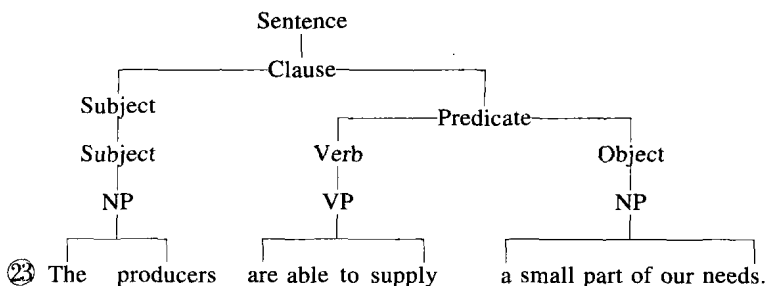 Sentence
Clause
Subject
Predicate
Subject Verb Object
NP VP NP
㉓ The producers are able to supply a small part of our needs.